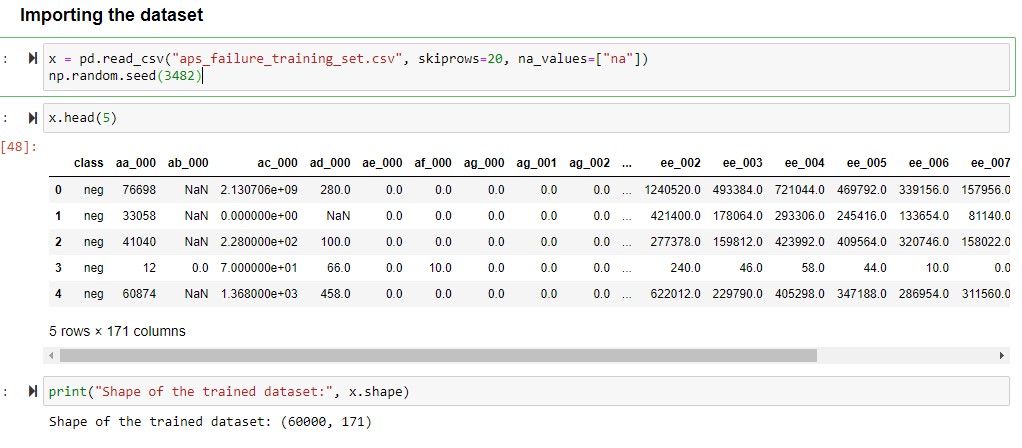 Importing the dataset
: x = pd.read_csv("aps_failure_training_set.csv", skiprows=20, na_values=["na"])
np.random.seed(3482)
: x.head(5)
[48]:
class aa_000 ab_000 ac_000 ad_000 ae_000 af_000 ag_000 ag_001 ag_002 ... ee_002 ee_003 ee_004 ee_005 ee_006 ee_007
0 neg 76698 NaN 2.130706e+09 280.0 0.0 0.0 0.0 0.0 0.0 ... 1240520.0 493384.0 721044.0 469792.0 339156.0 157956.0
1 neg 33058 NaN 0.000000e+00 NaN 0.0 0.0 0.0 0.0 0.0 ... 421400.0 178064.0 293306.0 245416.0 133654.0 81140.0
2 neg 41040 NaN 2.280000e+02 100.0 0.0 0.0 0.0 0.0 0.0 ... 277378.0 159812.0 423992.0 409564.0 320746.0 158022.0
3 neg 12 0.0 7.000000e+01 66.0 0.0 10.0 0.0 0.0 0.0 ... 240.0 46.0 58.0 44.0 10.0 0.0
4 neg 60874 NaN 1.368000e+03 458.0 0.0 0.0 0.0 0.0 0.0 ... 622012.0 229790.0 405298.0 347188.0 286954.0 311560.0
5 rows × 171 columns
: print("Shape of the trained dataset:", x.shape)
Shape of the trained dataset: (60000, 171)